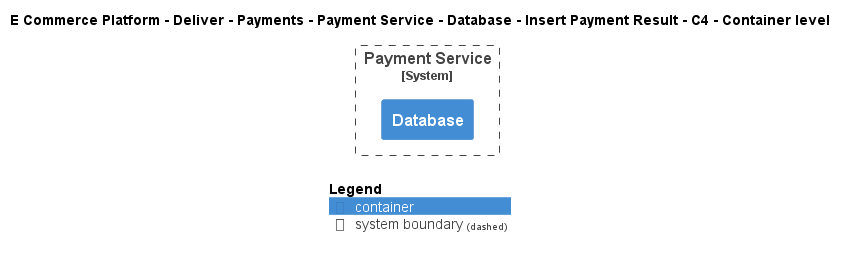 E Commerce Platform - Deliver - Payments - Payment Service - Database - Insert Payment Result - C4 - Container level
Payment Service
[System]
Database
Legend
container
system boundary (dashed)